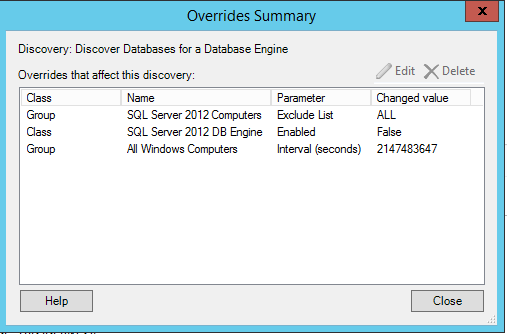 Overrides Summary
x
Discovery: Discover Databases for a Database Engine
Overrides that affect this discovery:
Edit Delete
Class Name Parameter Changed value
Group SQL Server 2012 Computers Exclude List ALL
Class SQL Server 2012 DB Engine Enabled False
Group All Windows Computers Interval (seconds) 2147483647
Help Close